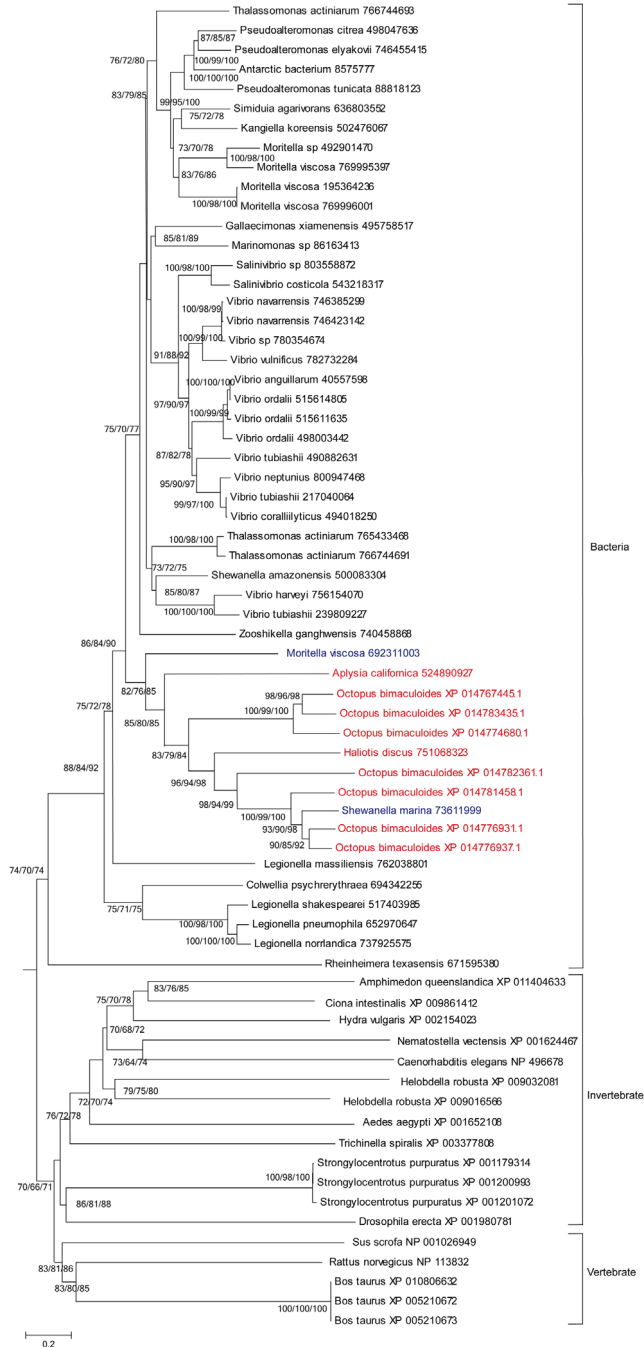 Thalassomonas actiniarum 766744693
Pseudoalteromonas citrea 498047636
87/85/87
Pseudoalteromonas elyakovii 746455415
76/72/80
100/99/100
Antarctic bacterium 8575777
100/100/100
Pseudoalteromonas tunicata 88818123
83/79/85
99/95/100
Simiduia agarivorans 636803552
75/72/78
Kangiella koreensis 502476067
73/70/78
Moritella sp 492901470
100/98/100
Moritella viscosa 769995397
83/76/86
Moritella viscosa 195364236
100/98/100
Moritella viscosa 769996001
Gallaecimonas xiamenensis 495758517
85/81/89
Marinomonas sp 86163413
Salinivibrio sp 803558872
100/98/100
Salinivibrio costicola 543218317
Vibrio navarrensis 746385299
100/98/99
Vibrio navarrensis 746423142
100/99/100
Vibrio sp 780354674
91/88/92
Vibrio vulnificus 782732284
Vibrio anguillarum 40557598
100/100/100
Vibrio ordalii 515614805
97/90/97
100/99/99
Vibrio ordalii 515611635
75/70/77
Vibrio ordalii 498003442
87/82/78
Vibrio tubiashii 490882631
95/90/97
Vibrio neptunius 800947468
99/97/100
Vibrio tubiashii 217040064
Vibrio coralliilyticus 494018250
Thalassomonas actiniarum 765433468
100/98/100
Bacteria
Thalassomonas actiniarum 766744691
73/72/75
Shewanella amazonensis 500083304
85/80/87
Vibrio harveyi 756154070
100/100/100
Vibrio tubiashii 239809227
Zooshikella ganghwensis 740458868
86/84/90
Moritella viscosa 692311003
Aplysia californica 524890927
82/76/85
75/72/78
98/96/98
Octopus bimaculoides XP 014767445.1
85/80/85
100/99/100
Octopus bimaculoides XP 014783435.1
Octopus bimaculoides XP 014774680.1
83/79/84
Haliotis discus 751068323
88/84/92
96/94/98
Octopus bimaculoides XP 014782361.1
Octopus bimaculoides XP 014781458.1
98/94/99
100/99/100
Shewanella marina 73611999
93/90/98
Octopus bimaculoides XP 014776931.1
90/85/92
Octopus bimaculoides XP 014776937.1
Legionella massiliensis 762038801
74/70/74
Colwellia psychrerythraea 694342255
75/71/75
Legionella shakespearei 517403985
100/98/100
Legionella pneumophila 652970647
100/100/100
Legionella norrlandica 737925575
Rheinheimera texasensis 671595380
Amphimedon queenslandica XP 011404633
83/76/85
75/70/78
Ciona intestinalis XP 009861412
Hydra vulgaris XP 002154023
70/68/72
Nematostella vectensis XP 001624467
73/64/74
Caenorhabditis elegans NP 496678
Helobdella robusta XP 009032081
79/75/80
Invertebrate
72/70/74
Helobdella robusta XP 009016566
76/72/78
Aedes aegypti XP 001652108
Trichinella spiralis XP 003377808
Strongylocentrotus purpuratus XP 001179314
100/98/100
70/66/71
Strongylocentrotus purpuratus XP 001200993
Strongylocentrotus purpuratus XP 001201072
86/81/88
Drosophila erecta XP 001980781
Sus scrofa NP 001026949
83/81/86
Rattus norvegicus NP 113832
Vertebrate
83/80/85
Bos taurus XP 010806632
Bos taurus XP 005210672
100/100/100
Bos taurus XP 005210673
0.2